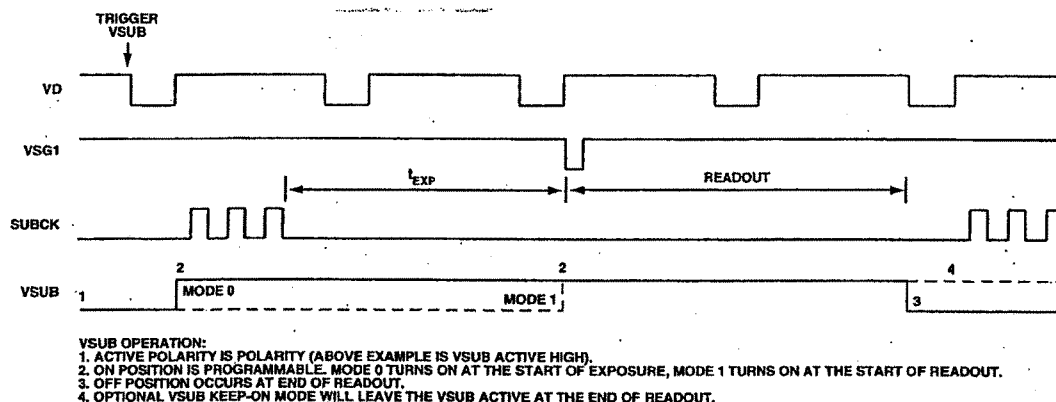 TRIGGER
VSUB
VD
VSG1
tEXP
READOUT
SUBCK
2
2
4
VSUB
1
MODE 0
MODE 1
3
VSUB OPERATION:
1. ACTIVE POLARITY IS POLARITY (ABOVE EXAMPLE IS VSUB ACTIVE HIGH).
2. ON POSITION IS PROGRAMMABLE. MODE 0 TURNS ON AT THE START OF EXPOSURE, MODE 1 TURNS ON AT THE START OF READOUT.
3. OFF POSITION OCCURS AT END OF READOUT.
4. OPTIONAL VSUB KEEP-ON MODE WILL LEAVE THE VSUB ACTIVE AT THE END OF READOUT.